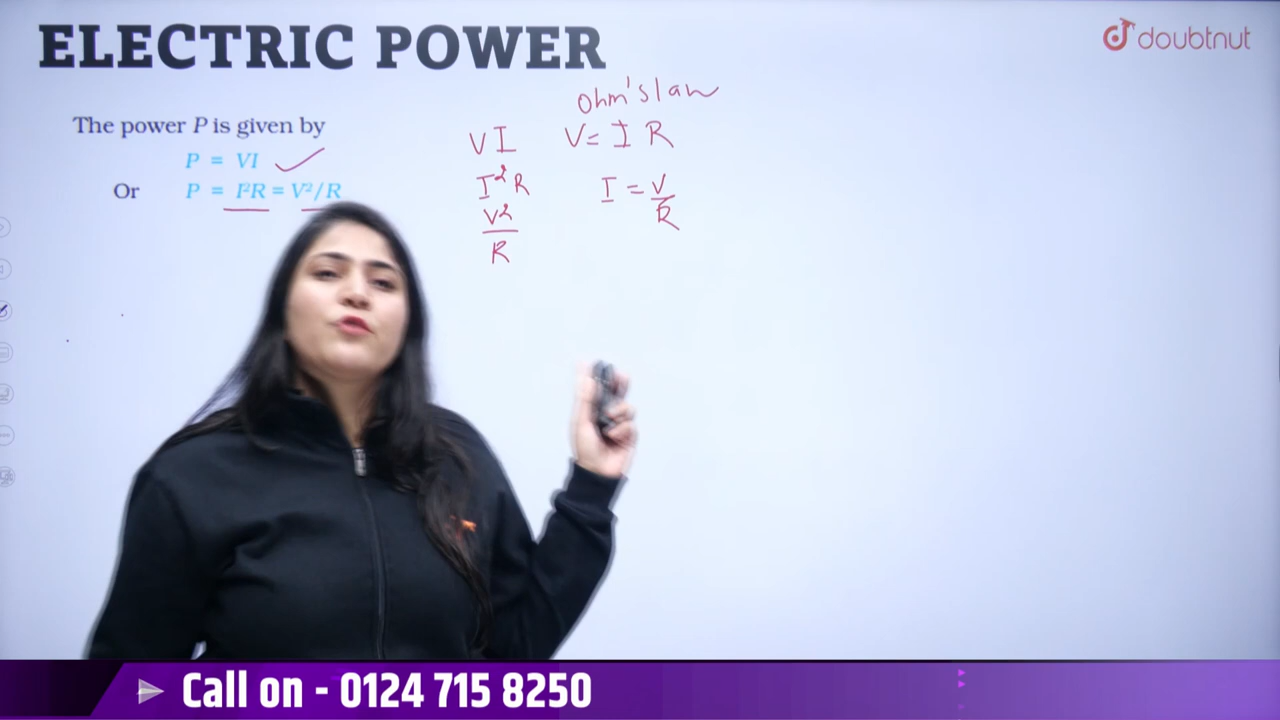 ELECTRIC POWER
doubtnut
The power P is given by
P = VI
Or P = I²R = V²/R
Ohm's law
VI V = I R
I²R I = V/R
V²/R
Call on - 0124 715 8250